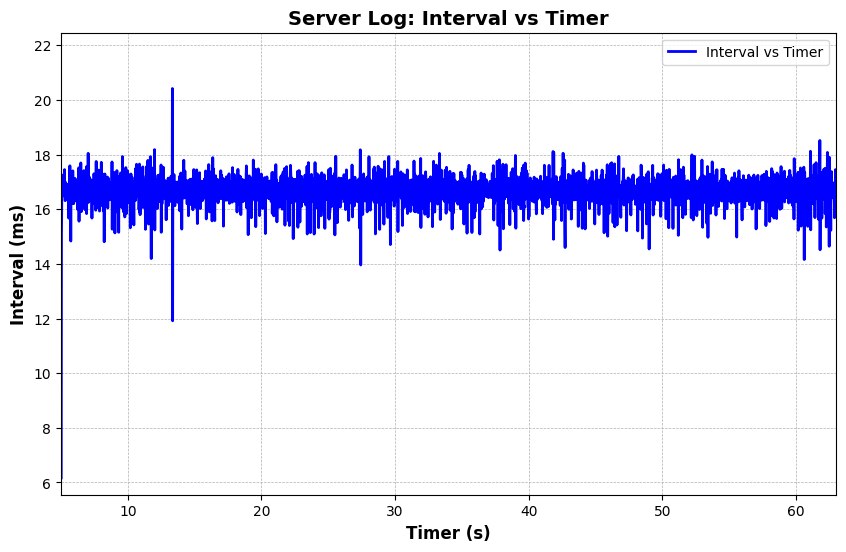 Server Log: Interval vs Timer
Interval vs Timer
22
20
18
16
14
12
10
8
6
Interval (ms)
10 20 30 40 50 60
Timer (s)